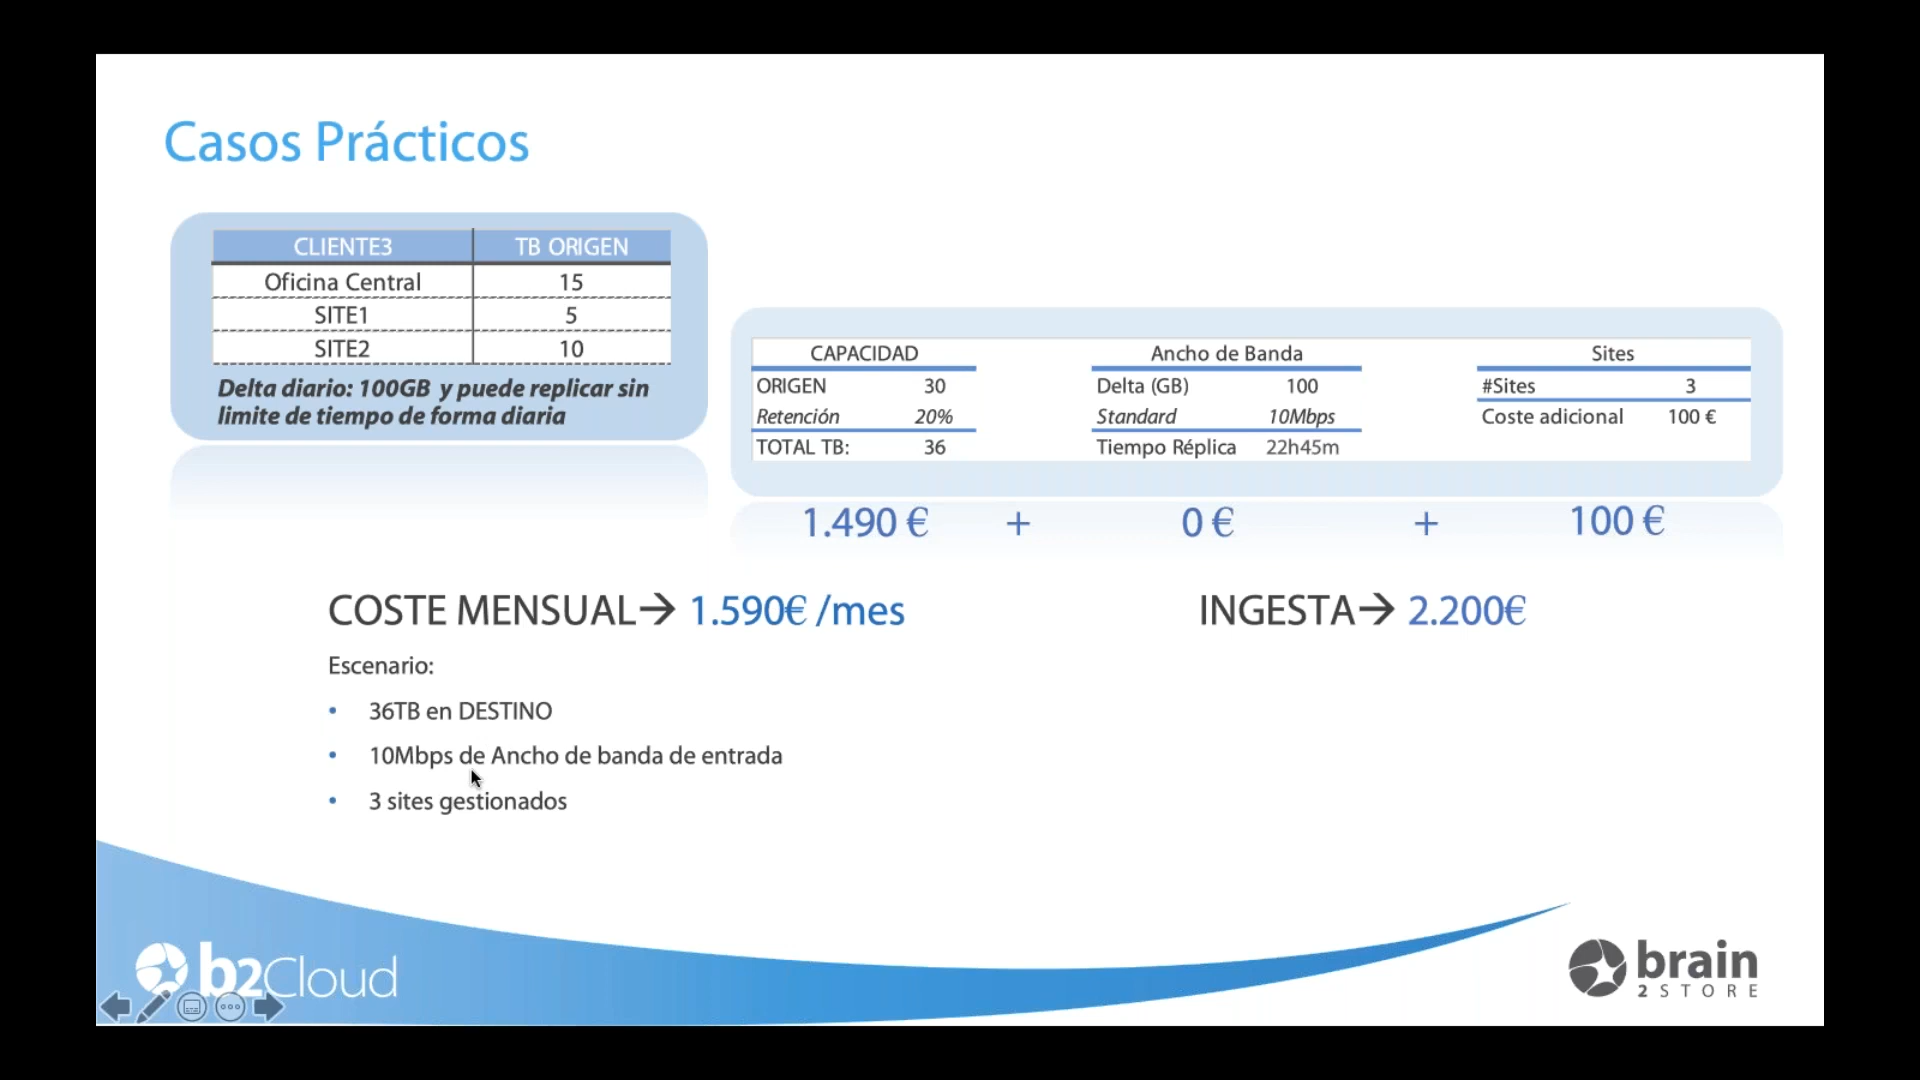 Casos Prácticos
CLIENTE3 TB ORIGEN
Oficina Central 15
SITE1 5
SITE2 10
Delta diario: 100GB y puede replicar sin
limite de tiempo de forma diaria
CAPACIDAD Ancho de Banda Sites
ORIGEN 30 Delta (GB) 100 #Sites 3
Retención 20% Standard 10Mbps Coste adicional 100 €
TOTAL TB: 36 Tiempo Réplica 22h45m
1.490 € + 0 € + 100 €
COSTE MENSUAL→ 1.590€ /mes INGESTA→ 2.200€
Escenario:
• 36TB en DESTINO
• 10Mbps de Ancho de banda de entrada
• 3 sites gestionados
b2Cloud
brain
2 STORE